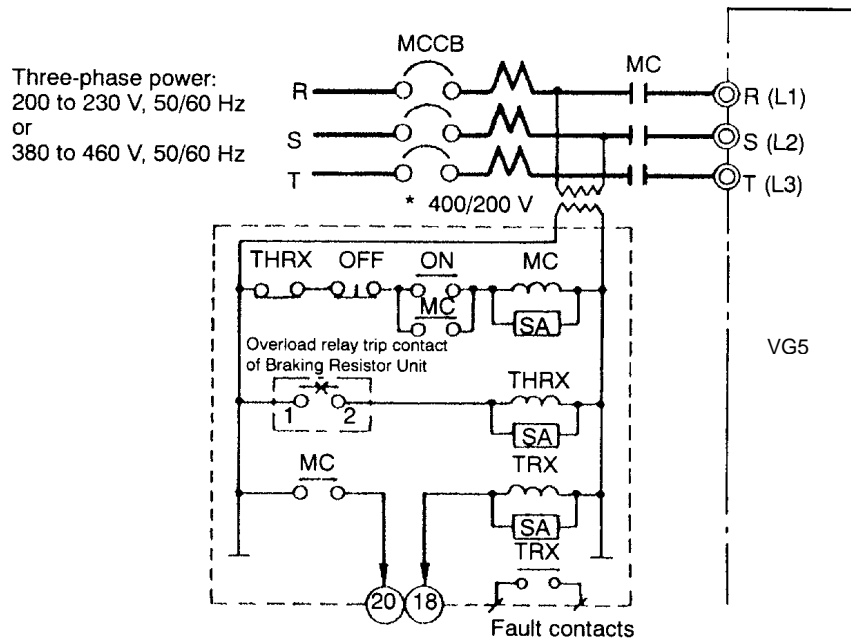 MCCB
MC
Three-phase power:
200 to 230 V, 50/60 Hz
or
380 to 460 V, 50/60 Hz
R
S
T
R (L1)
S (L2)
T (L3)
* 400/200 V
THRX OFF ON MC
MC
SA
Overload relay trip contact
of Braking Resistor Unit
1 2
THRX
SA
MC
TRX
SA
TRX
20 18
Fault contacts
VG5